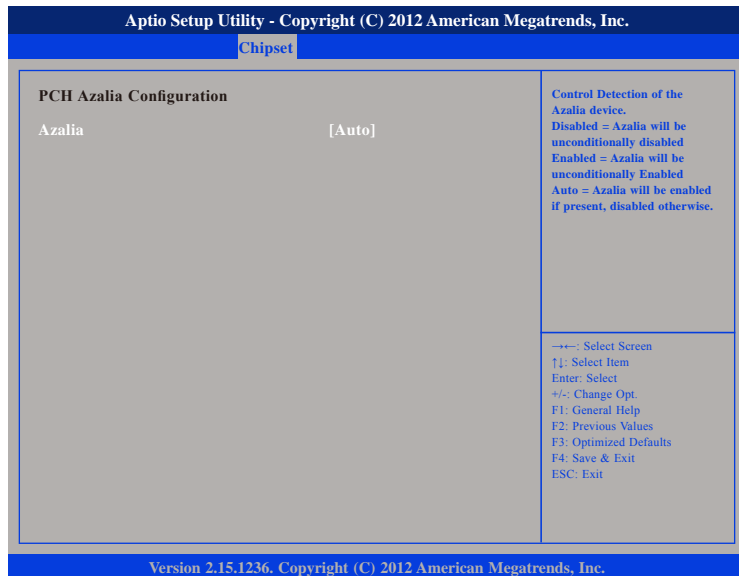 Aptio Setup Utility - Copyright (C) 2012 American Megatrends, Inc.
Chipset
PCH Azalia Configuration
Azalia [Auto]
Control Detection of the
Azalia device.
Disabled = Azalia will be
unconditionally disabled
Enabled = Azalia will be
unconditionally Enabled
Auto = Azalia will be enabled
if present, disabled otherwise.
→←: Select Screen
↑↓: Select Item
Enter: Select
+/-: Change Opt.
F1: General Help
F2: Previous Values
F3: Optimized Defaults
F4: Save & Exit
ESC: Exit
Version 2.15.1236. Copyright (C) 2012 American Megatrends, Inc.